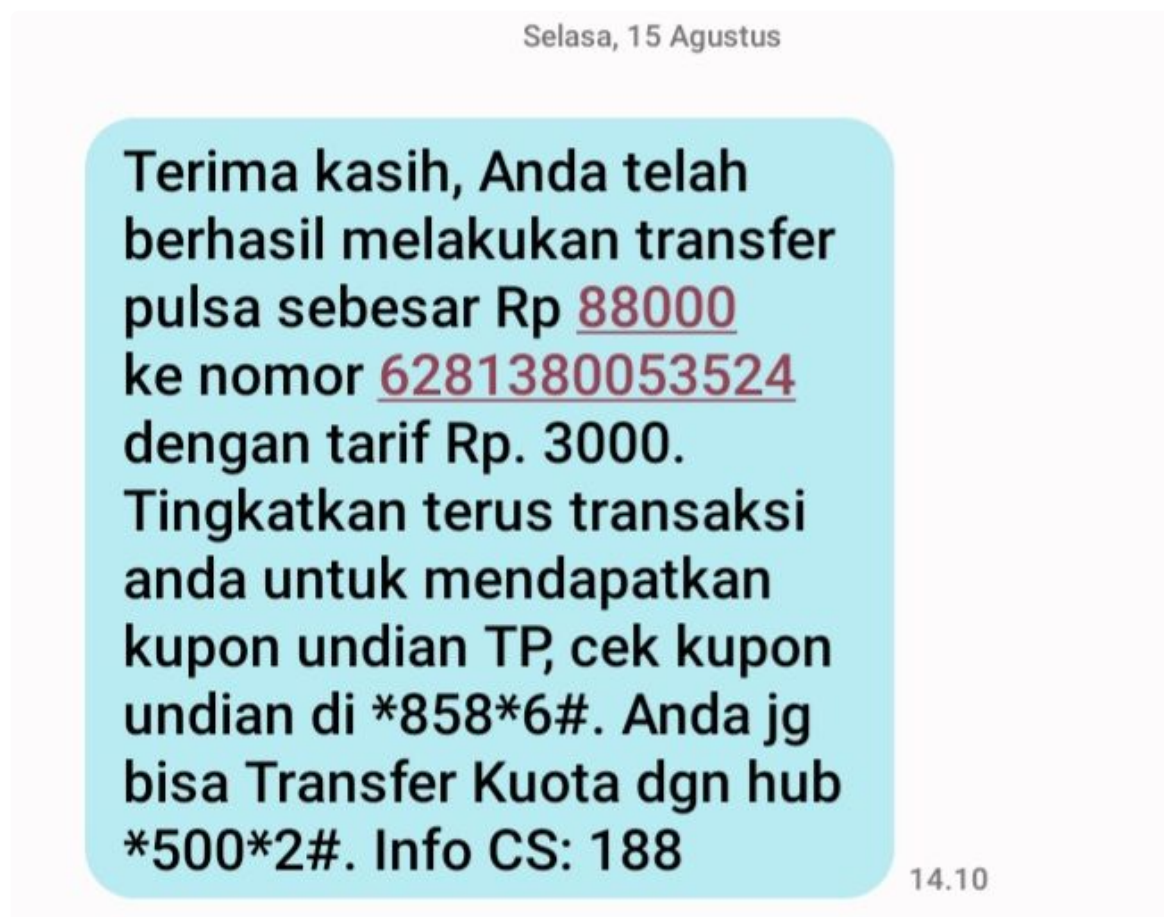 Selasa, 15 Agustus
Terima kasih, Anda telah
berhasil melakukan transfer
pulsa sebesar Rp 88000
ke nomor 6281380053524
dengan tarif Rp. 3000.
Tingkatkan terus transaksi
anda untuk mendapatkan
kupon undian TP, cek kupon
undian di *858*6#. Anda jg
bisa Transfer Kuota dgn hub
*500*2#. Info CS: 188
14.10